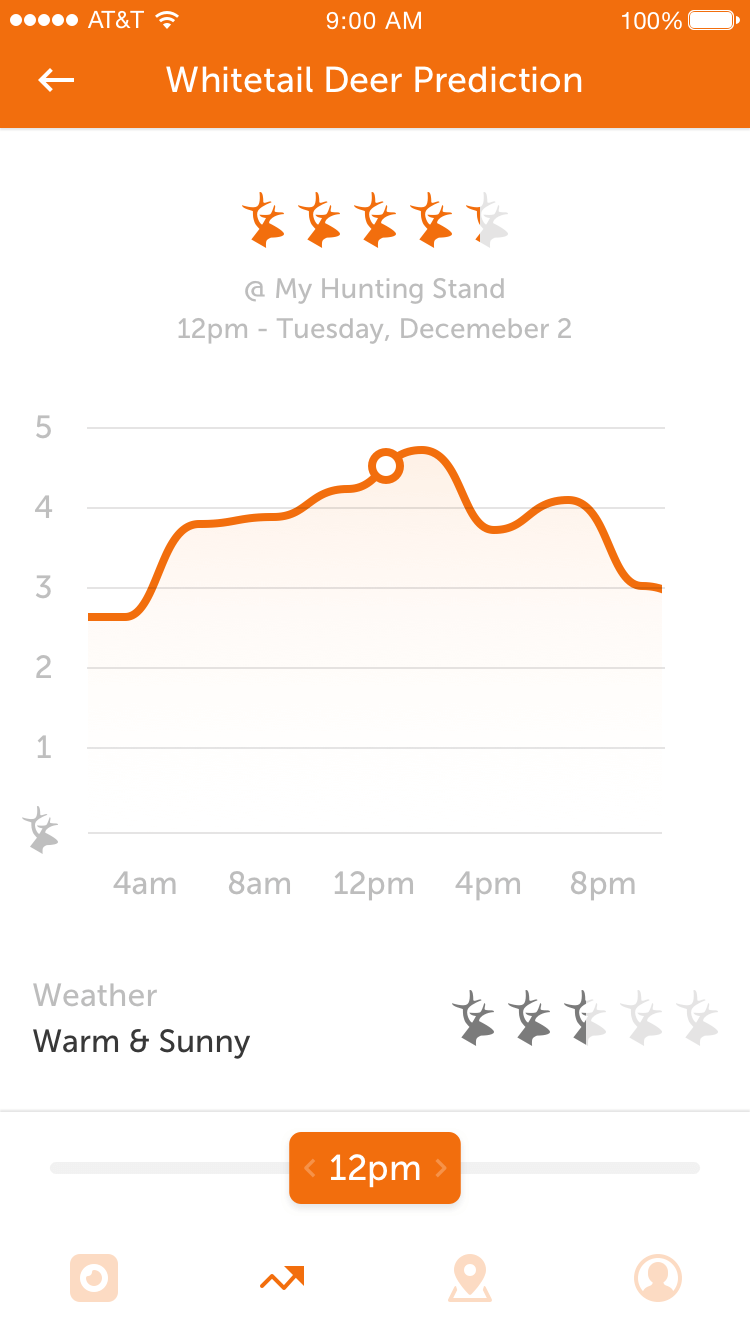 AT&T 9:00 AM 100%
Whitetail Deer Prediction
@ My Hunting Stand
12pm - Tuesday, Decemeber 2
5
4
3
2
1
4am 8am 12pm 4pm 8pm
Weather
Warm & Sunny
< 12pm >